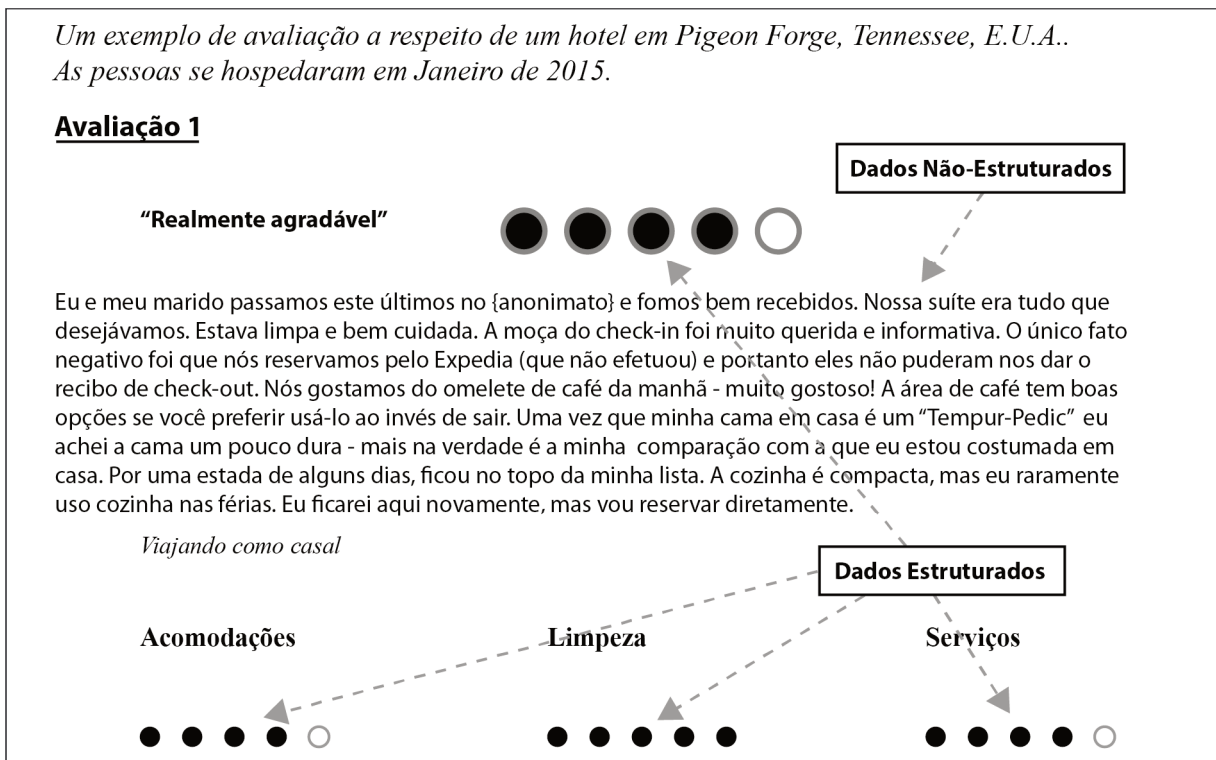 Um exemplo de avaliação a respeito de um hotel em Pigeon Forge, Tennessee, E.U.A..
As pessoas se hospedaram em Janeiro de 2015.
Avaliação 1
Dados Não-Estruturados
“Realmente agradável”
Eu e meu marido passamos este últimos no {anonimato} e fomos bem recebidos. Nossa suíte era tudo que
desejávamos. Estava limpa e bem cuidada. A moça do check-in foi muito querida e informativa. O único fato
negativo foi que nós reservamos pelo Expedia (que não efetuou) e portanto eles não puderam nos dar o
recibo de check-out. Nós gostamos do omelete de café da manhã - muito gostoso! A área de café tem boas
opções se você preferir usá-lo ao invés de sair. Uma vez que minha cama em casa é um “Tempur-Pedic” eu
achei a cama um pouco dura - mais na verdade é a minha comparação com a que eu estou costumada em
casa. Por uma estada de alguns dias, ficou no topo da minha lista. A cozinha é compacta, mas eu raramente
uso cozinha nas férias. Eu ficarei aqui novamente, mas vou reservar diretamente.
Viajando como casal
Dados Estruturados
Acomodações Limpeza Serviços